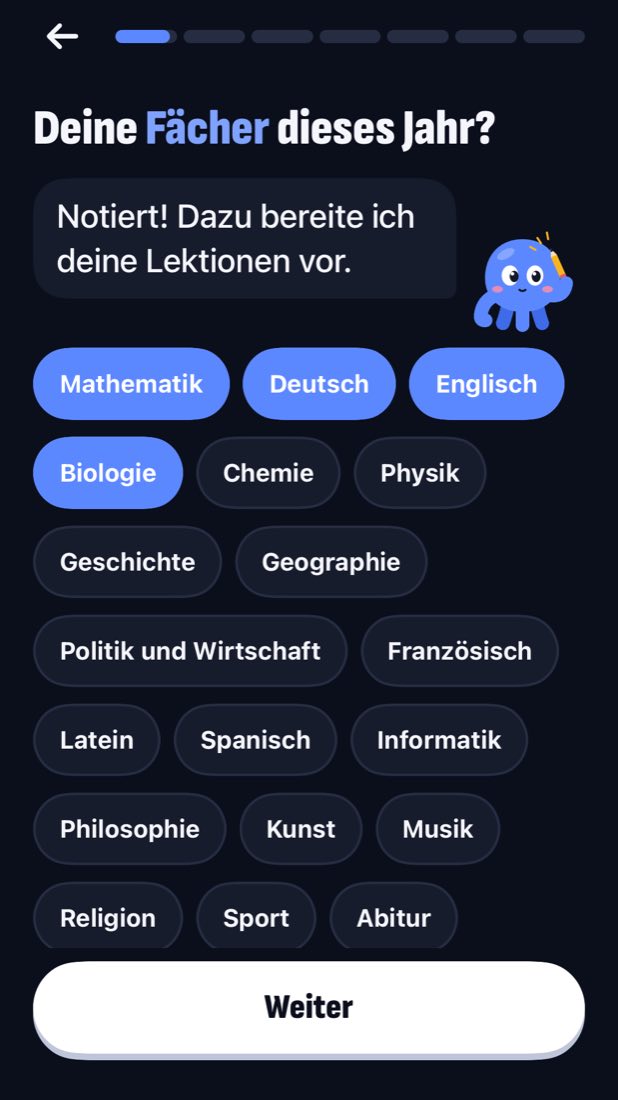 Deine Fächer dieses Jahr?
Notiert! Dazu bereite ich
deine Lektionen vor.
Mathematik Deutsch Englisch
Biologie Chemie Physik
Geschichte Geographie
Politik und Wirtschaft Französisch
Latein Spanisch Informatik
Philosophie Kunst Musik
Religion Sport Abitur
Weiter